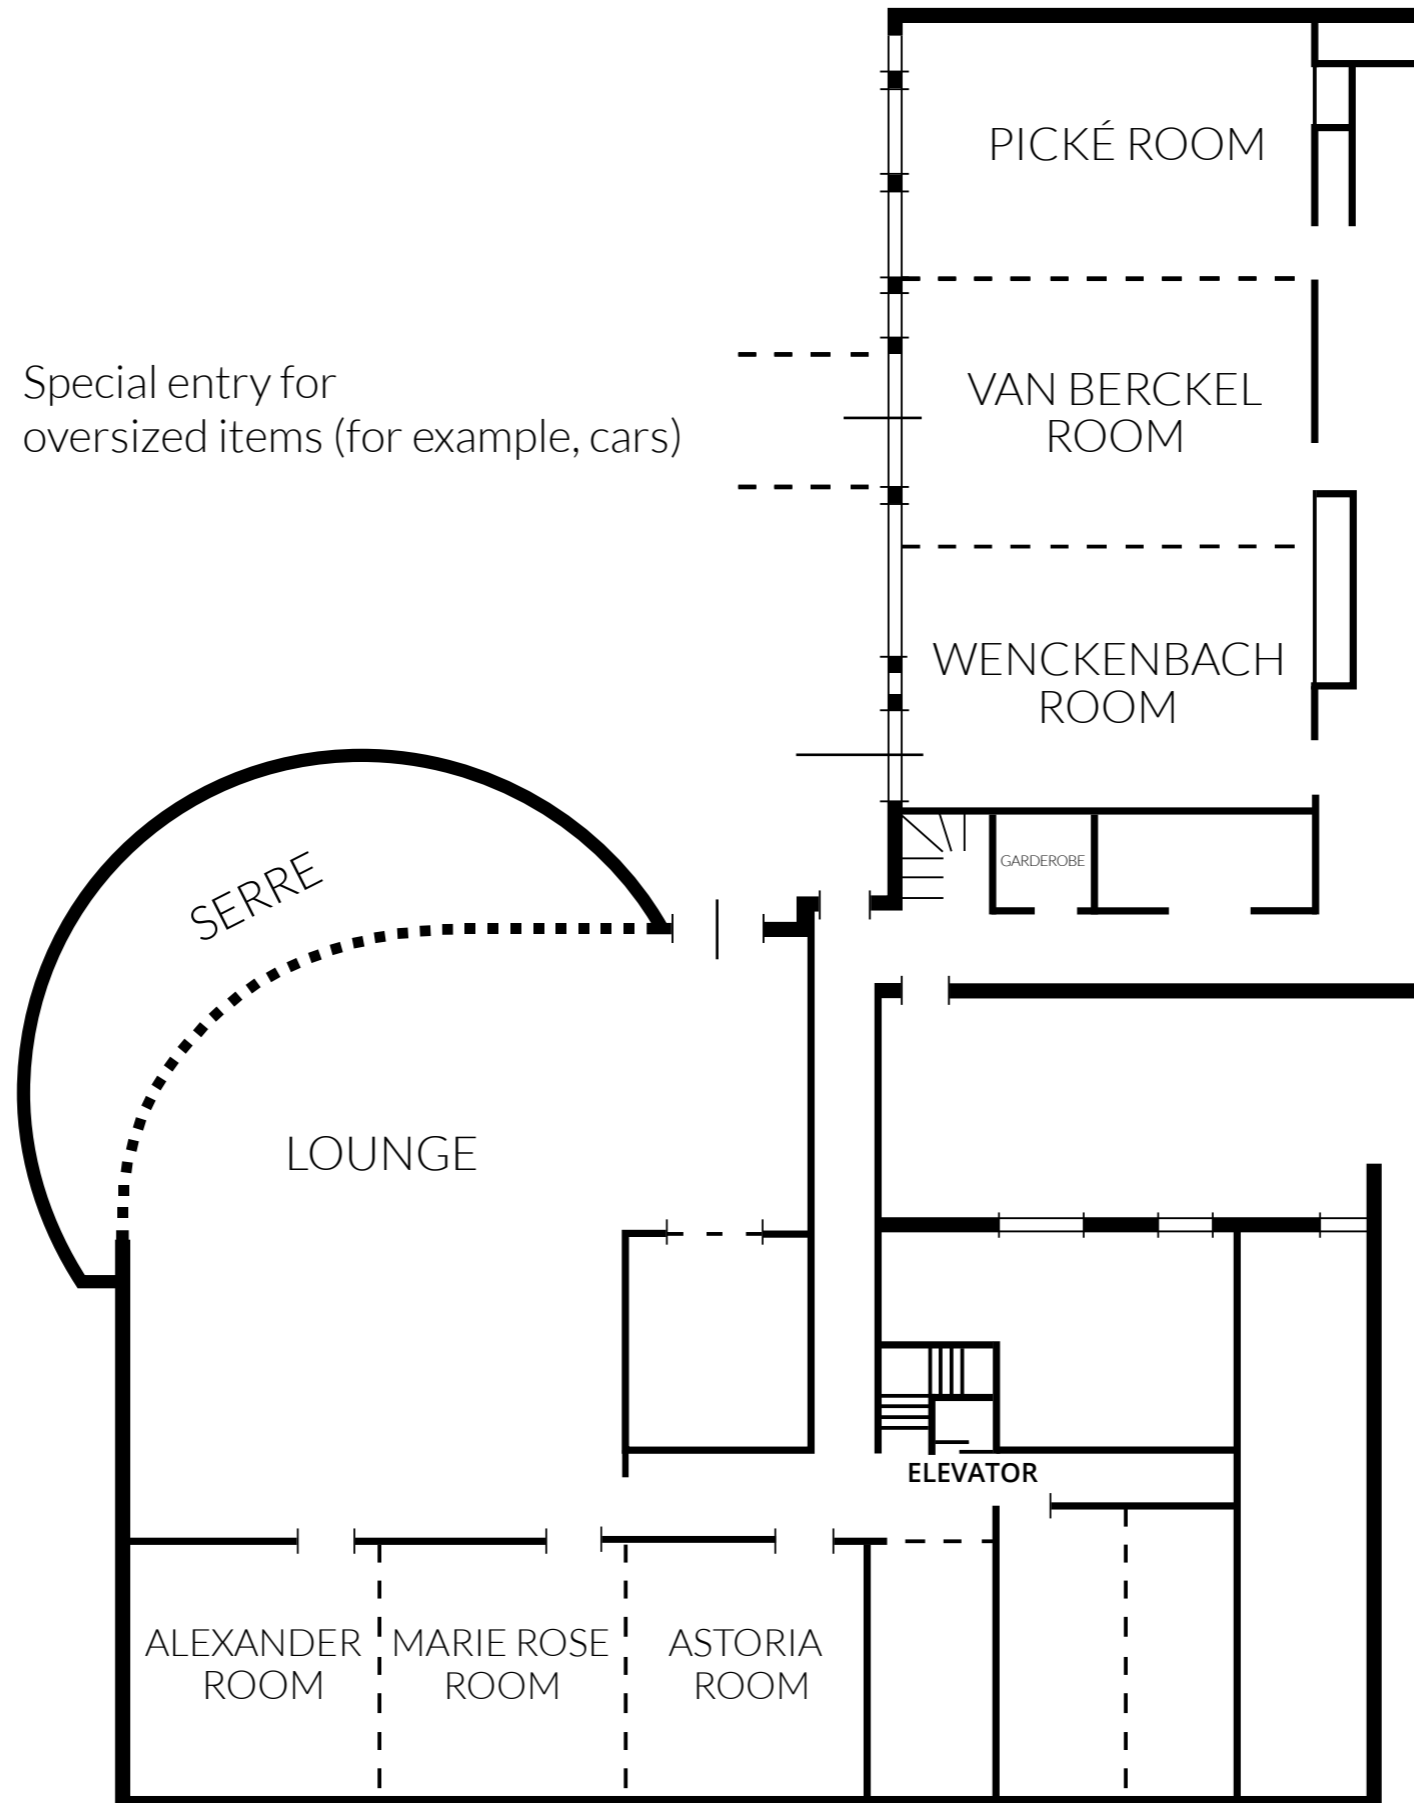 PICKÉ ROOM
Special entry for
oversized items (for example, cars)
VAN BERCKEL
ROOM
WENCKENBACH
ROOM
GARDEROBE
SERRE
LOUNGE
ELEVATOR
ALEXANDER
ROOM
MARIE ROSE
ROOM
ASTORIA
ROOM